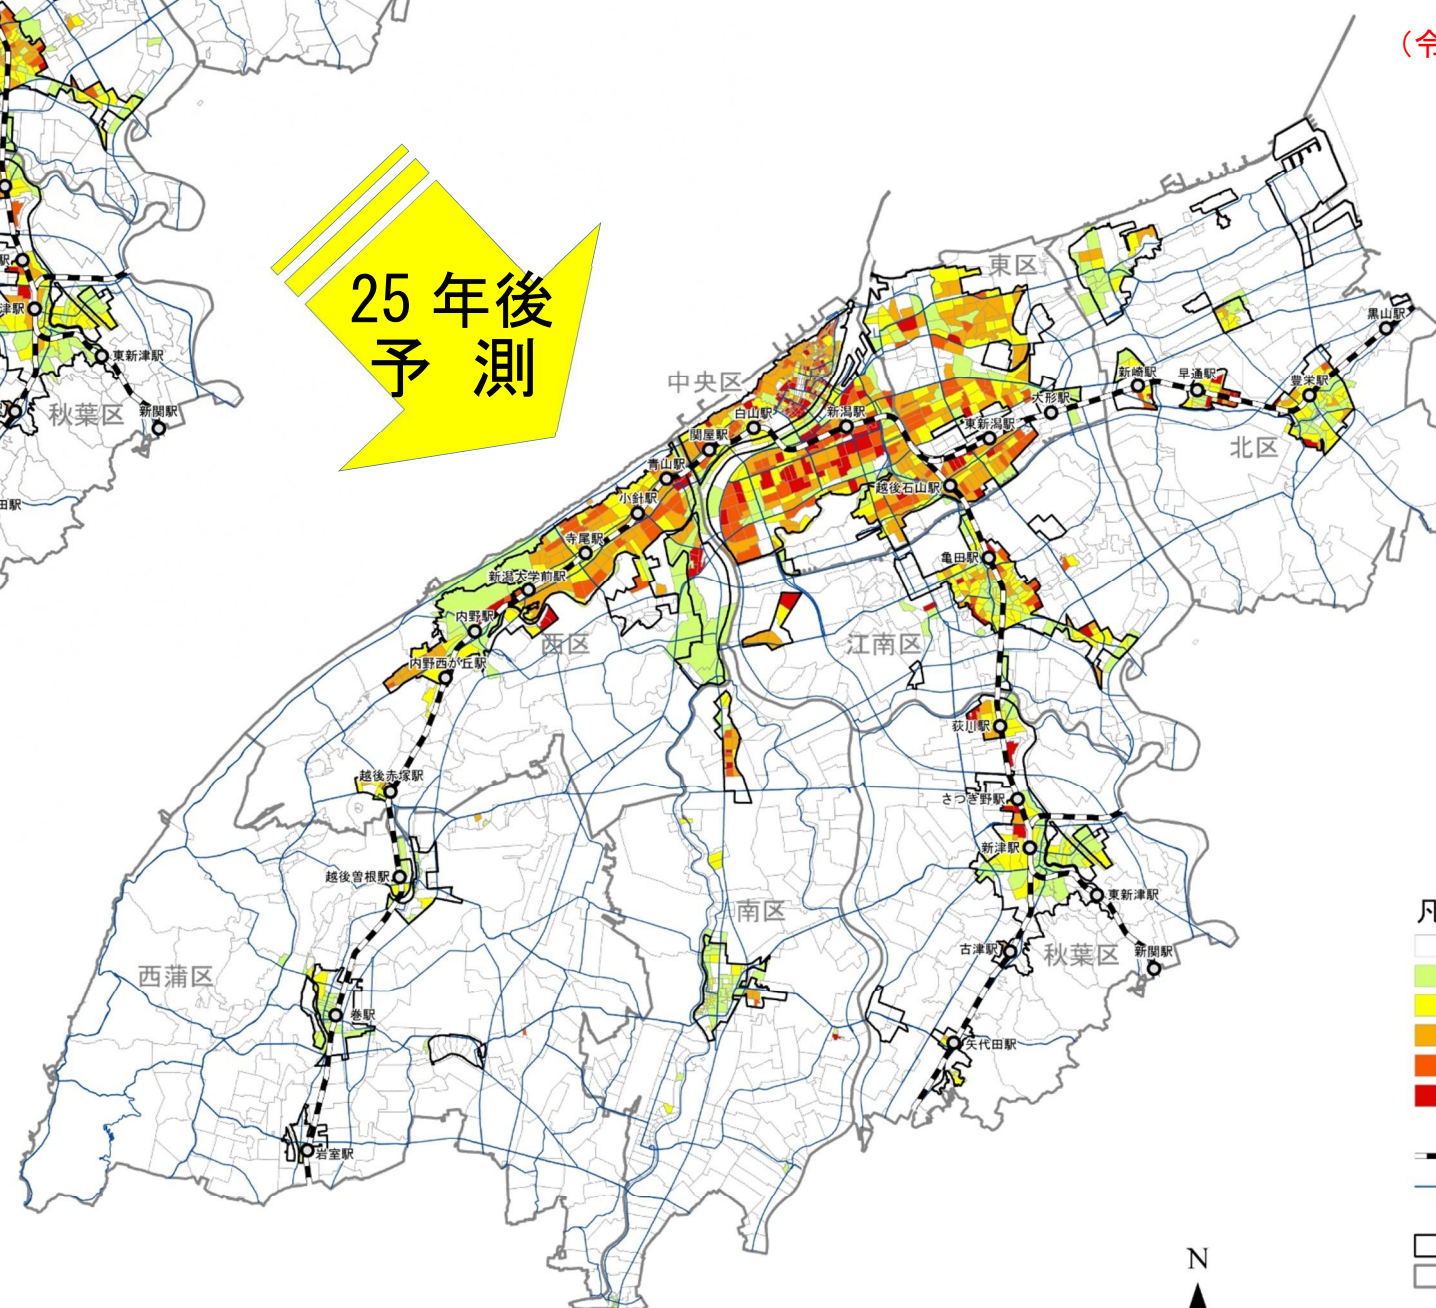 (令
東区
黒山駅
新崎駅
早通駅
豊栄駅
25 年後
予 測
中央区
白山駅
新潟駅
大形駅
東新潟駅
関屋駅
北区
青山駅
越後石山駅
小針駅
寺尾駅
亀田駅
新潟大学前駅
内野駅
西区
江南区
内野西が丘駅
荻川駅
越後赤塚駅
さつき野駅
新津駅
越後曽根駅
東新津駅
南区
古津駅
秋葉区
新関駅
西蒲区
巻駅
矢代田駅
岩室駅
N
駅
津駅
東新津駅
秋葉区
新関駅
田駅